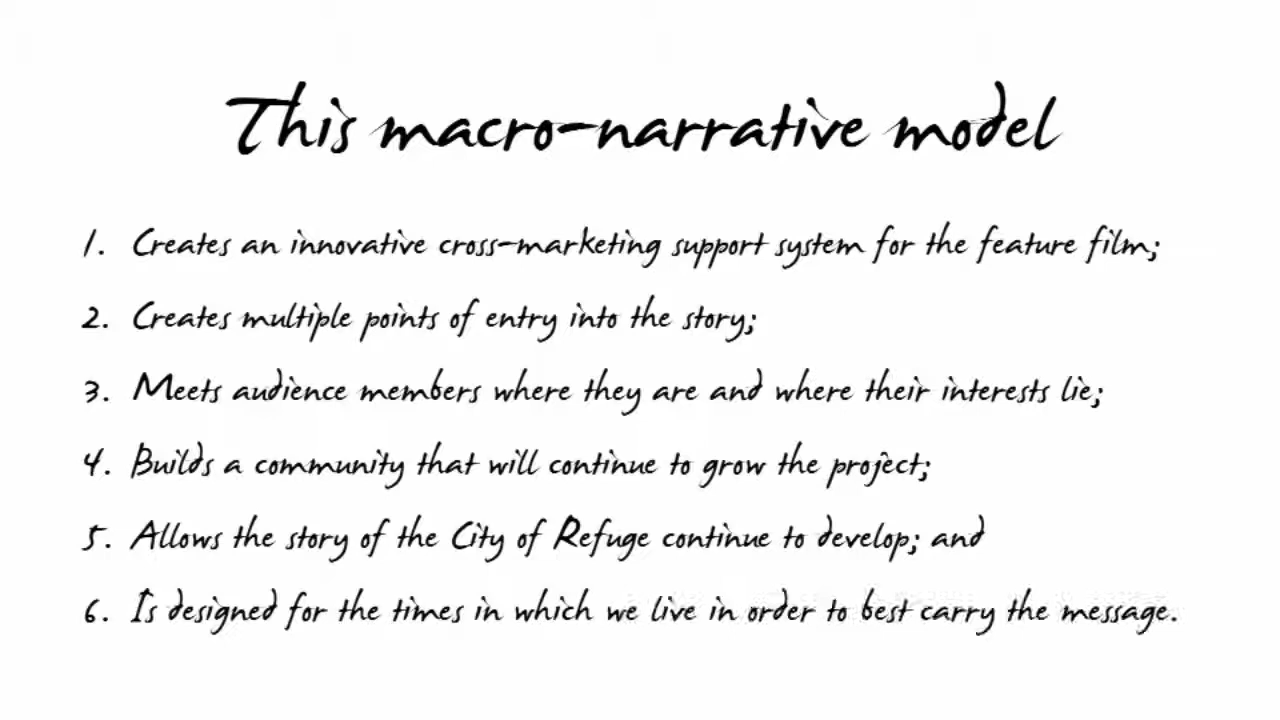 This macro-narrative model
1. Creates an innovative cross-marketing support system for the feature film;
2. Creates multiple points of entry into the story;
3. Meets audience members where they are and where their interests lie;
4. Builds a community that will continue to grow the project;
5. Allows the story of the City of Refuge continue to develop; and
6. Is designed for the times in which we live in order to best carry the message.